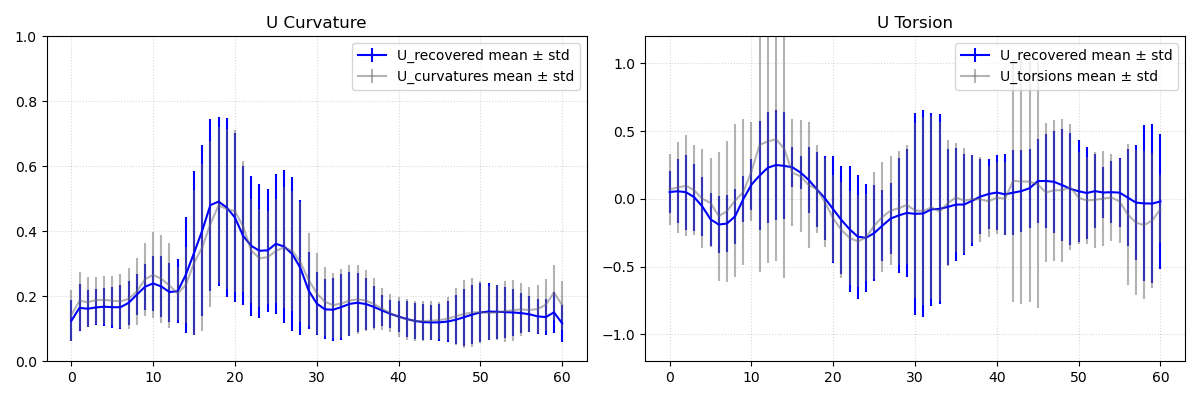 U Curvature
U_recovered mean ± std
U_curvatures mean ± std
1.0
0.8
0.6
0.4
0.2
0.0
0 10 20 30 40 50 60
U Torsion
U_recovered mean ± std
U_torsions mean ± std
1.0
0.5
0.0
−0.5
−1.0
0 10 20 30 40 50 60